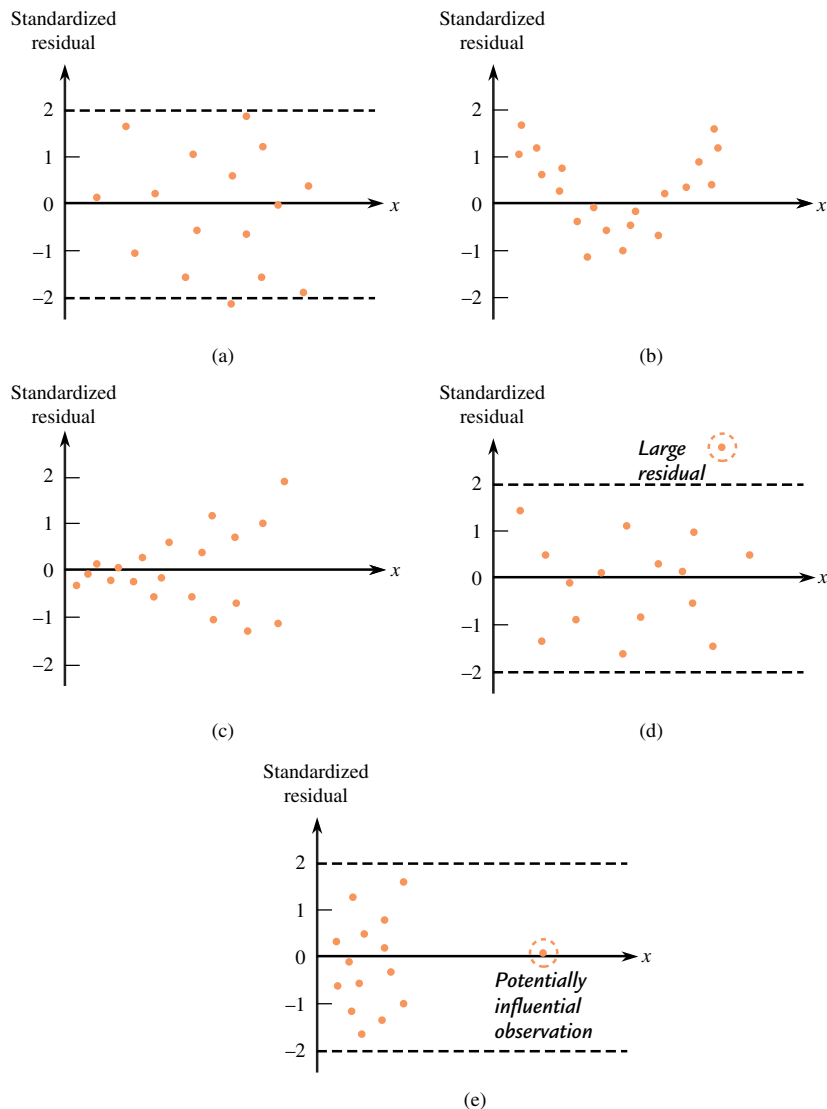 Standardized
residual
2
1
0
x
–1
–2
(a)
Standardized
residual
2
1
0
x
–1
–2
(b)
Standardized
residual
2
1
0
x
–1
–2
(c)
Standardized
residual
Large
residual
2
1
0
x
–1
–2
(d)
Standardized
residual
2
1
0
x
Potentially
influential
observation
–1
–2
(e)